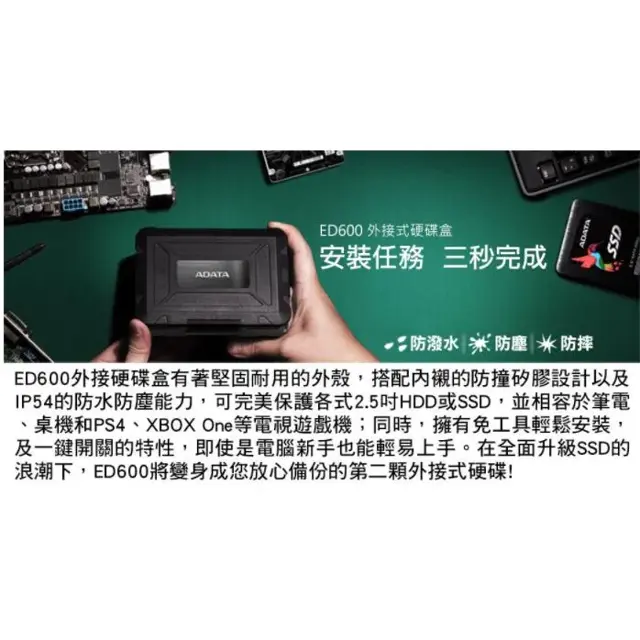 ED600 外接式硬碟盒
安裝任務 三秒完成
ADATA
ADATA
SSD
防潑水 防塵 防摔
ED600外接硬碟盒有著堅固耐用的外殼，搭配內襯的防撞矽膠設計以及
IP54的防水防塵能力，可完美保護各式2.5吋HDD或SSD，並相容於筆電
、桌機和PS4、XBOX One等電視遊戲機；同時，擁有免工具輕鬆安裝，
及一鍵開關的特性，即使是電腦新手也能輕易上手。在全面升級SSD的
浪潮下，ED600將變身成您放心備份的第二顆外接式硬碟!